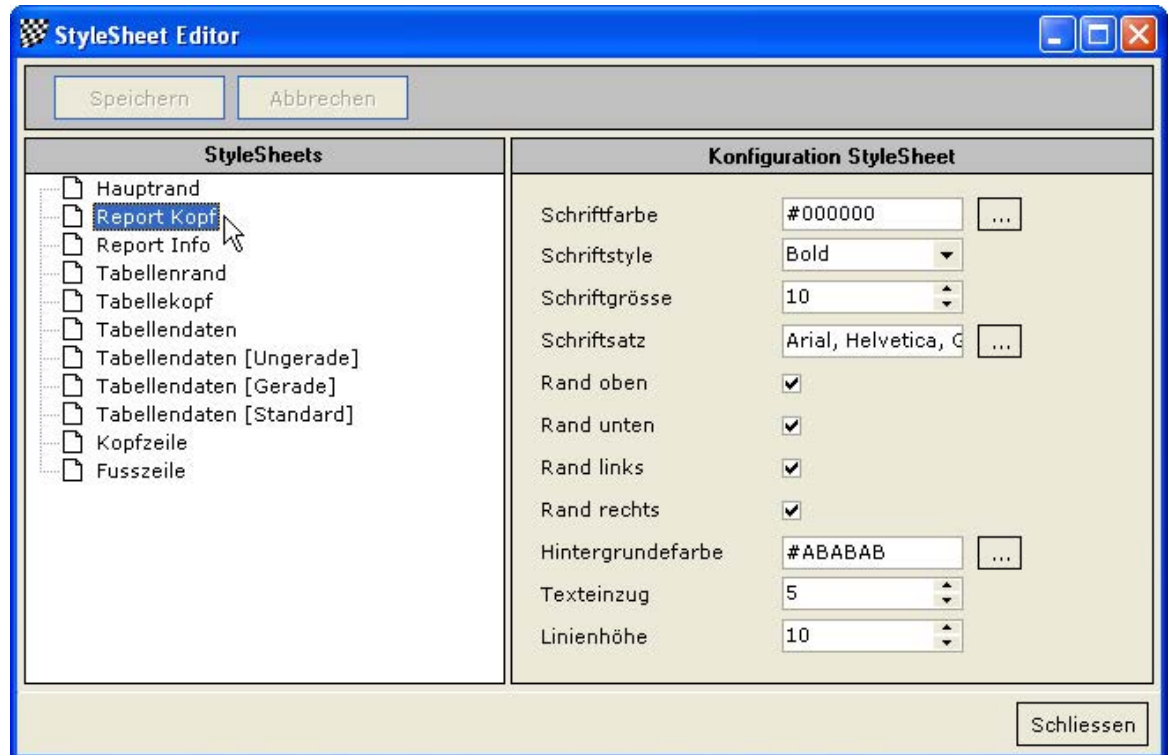 StyleSheet Editor
Speichern Abbrechen
StyleSheets
Hauptrand
Report Kopf
Report Info
Tabellenrand
Tabellekopf
Tabellendaten
Tabellendaten [Ungerade]
Tabellendaten [Gerade]
Tabellendaten [Standard]
Kopfzeile
Fusszeile
Konfiguration StyleSheet
Schriftfarbe #000000 ...
Schriftstyle Bold
Schriftgrösse 10
Schriftsatz Arial, Helvetica, G ...
Rand oben
Rand unten
Rand links
Rand rechts
Hintergrundefarbe #ABABAB ...
Texteinzug 5
Linienhöhe 10
Schliessen